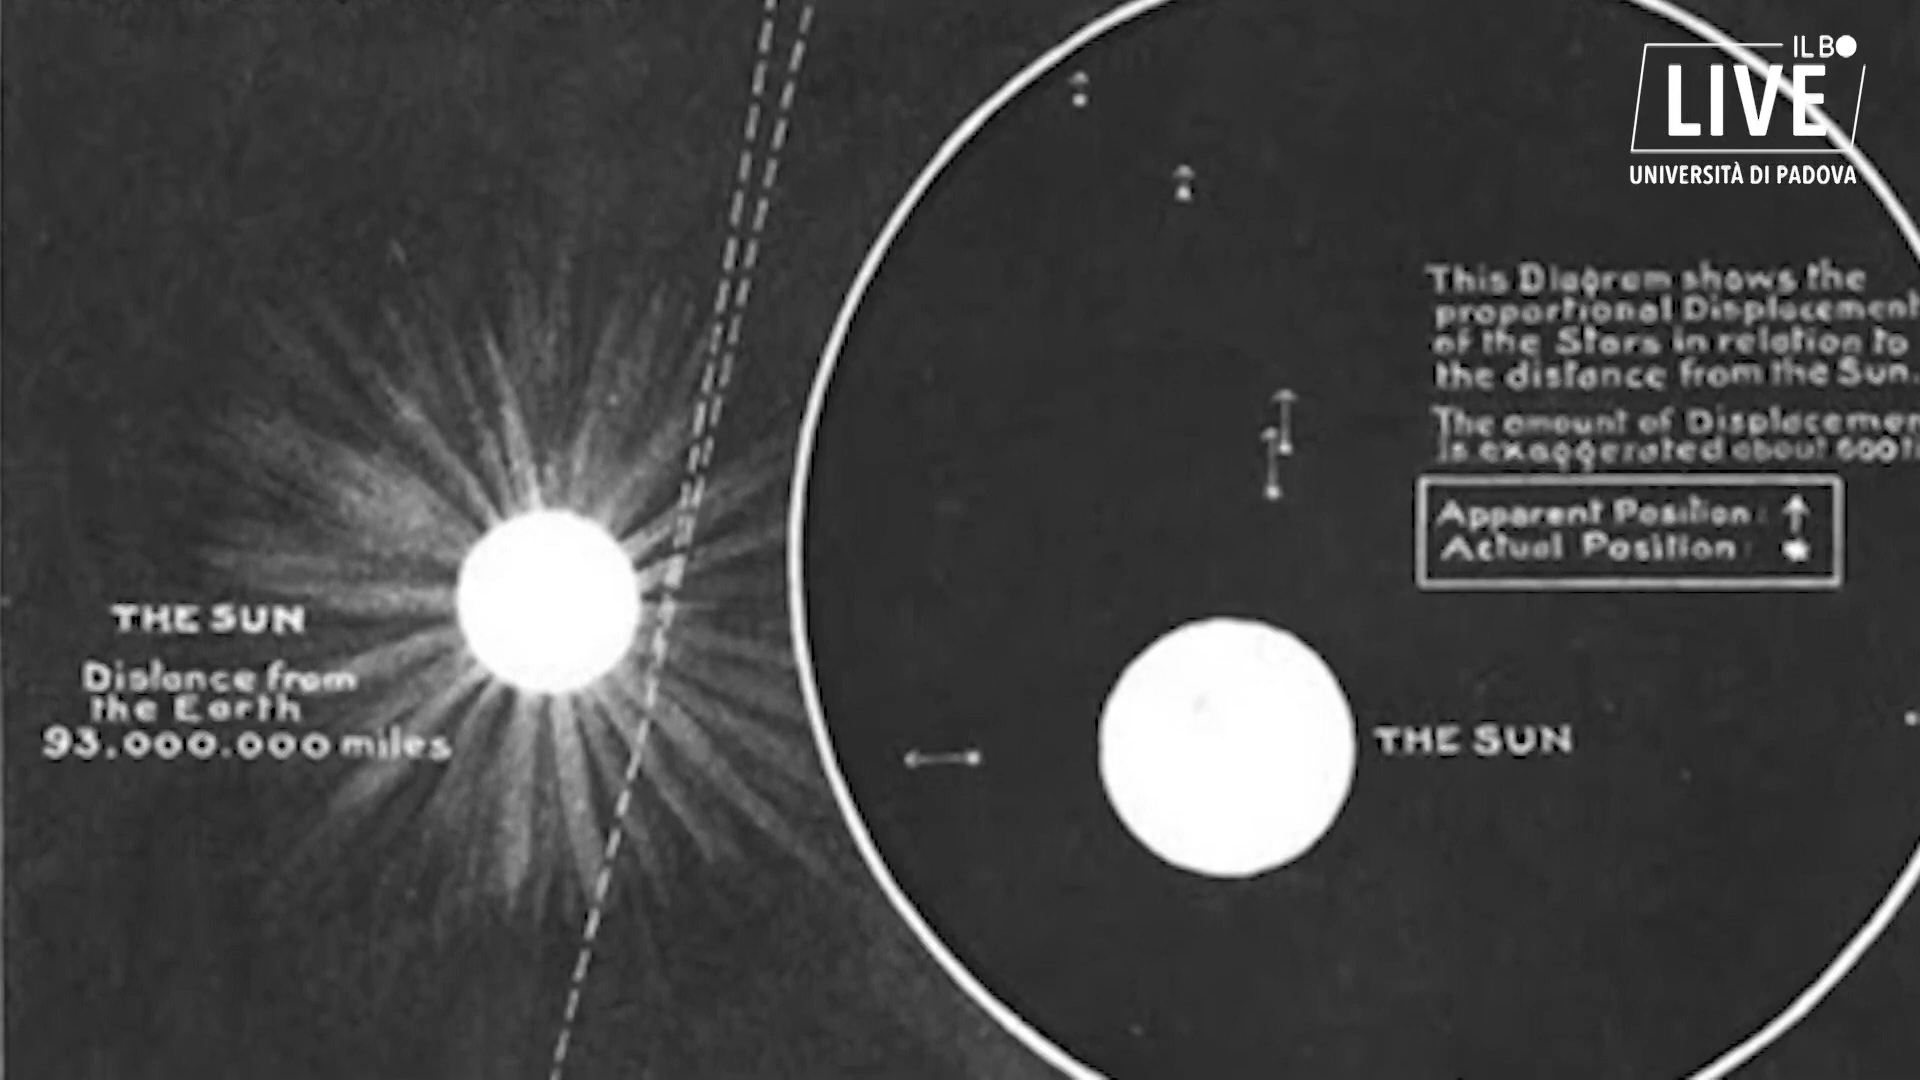 IL BO
LIVE
UNIVERSITÀ DI PADOVA
This Diagram shows the
proportional Displacement
of the Stars in relation to
the distance from the Sun.
The amount of
is exaggerated about 600
Apparent Position:
Actual Position:
THE SUN
Distance from
the Earth
93.000.000 miles
THE SUN